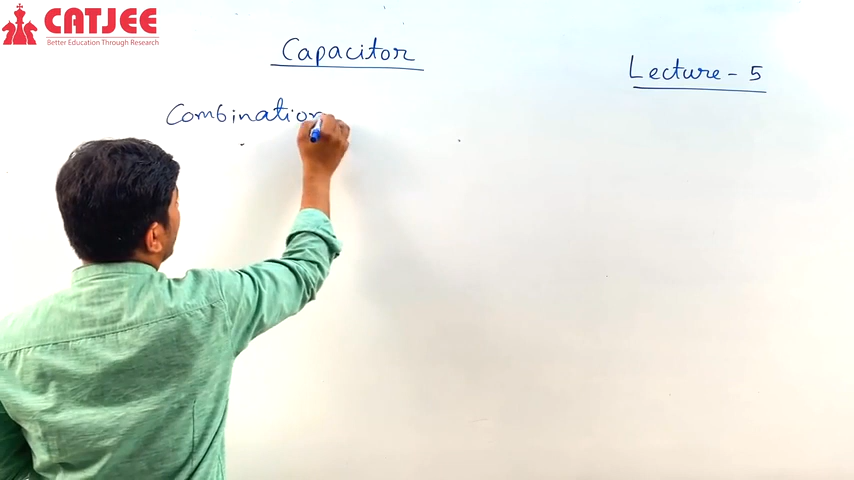 CATJEE
Better Education Through Research
Capacitor
Lecture - 5
Combination